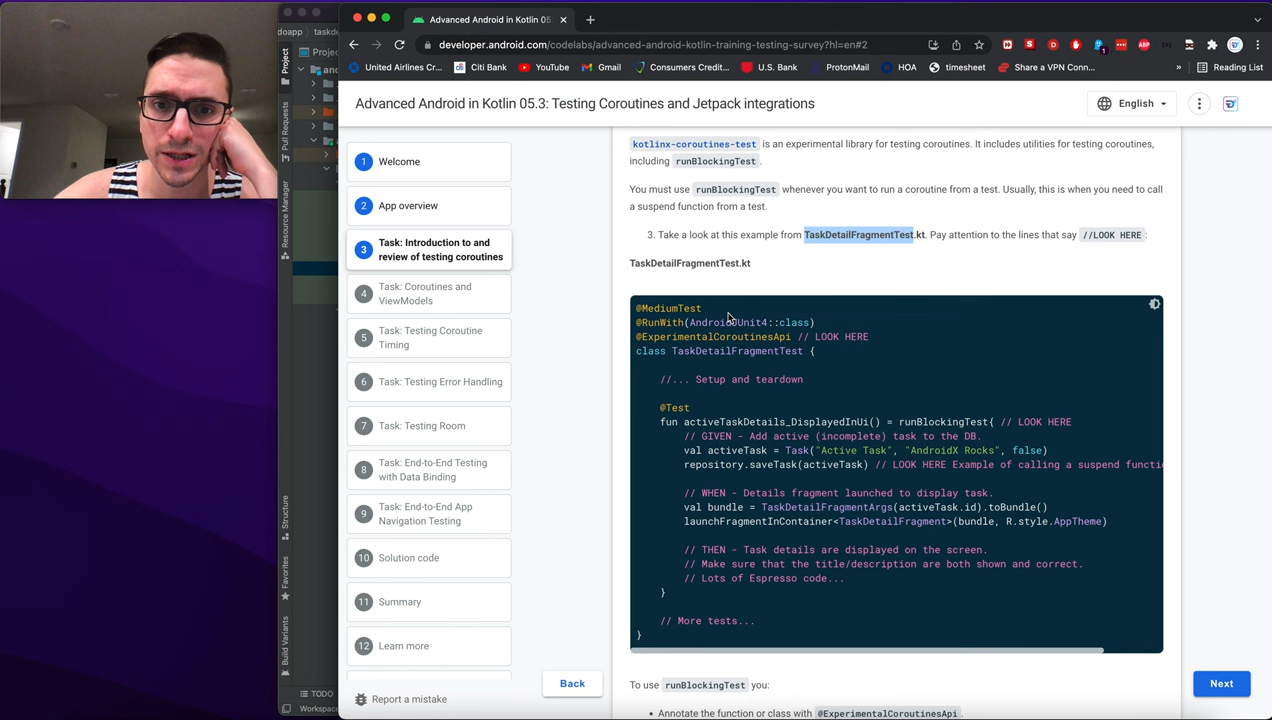 doapp
taskde
Project
Projec
and
Pull Requests
Resource Manager
Structure
Favorites
Build Variants
TODO
Workspac
Advanced Android in Kotlin 05.
developer.android.com/codelabs/advanced-android-kotlin-training-testing-survey?hl=en#2
United Airlines Cr...
Citi Bank
YouTube
Gmail
Consumers Credit...
U.S. Bank
ProtonMail
HOA
timesheet
Share a VPN Conn...
»
Reading List
Advanced Android in Kotlin 05.3: Testing Coroutines and Jetpack integrations
English
1 Welcome
2 App overview
3 Task: Introduction to and
review of testing coroutines
4 Task: Coroutines and
ViewModels
5 Task: Testing Coroutine
Timing
6 Task: Testing Error Handling
7 Task: Testing Room
8 Task: End-to-End Testing
with Data Binding
9 Task: End-to-End App
Navigation Testing
10 Solution code
11 Summary
12 Learn more
Report a mistake
kotlinx-coroutines-test is an experimental library for testing coroutines. It includes utilities for testing coroutines,
including runBlockingTest.
You must use runBlockingTest whenever you want to run a coroutine from a test. Usually, this is when you need to call
a suspend function from a test.
3. Take a look at this example from TaskDetailFragmentTest.kt. Pay attention to the lines that say //LOOK HERE:
TaskDetailFragmentTest.kt
@MediumTest
@RunWith(AndroidJUnit4::class)
@ExperimentalCoroutinesApi // LOOK HERE
class TaskDetailFragmentTest {
//... Setup and teardown
@Test
fun activeTaskDetails_DisplayedInUi() = runBlockingTest{ // LOOK HERE
// GIVEN - Add active (incomplete) task to the DB.
val activeTask = Task("Active Task", "AndroidX Rocks", false)
repository.saveTask(activeTask) // LOOK HERE Example of calling a suspend functi
// WHEN - Details fragment launched to display task.
val bundle = TaskDetailFragmentArgs(activeTask.id).toBundle()
launchFragmentInContainer<TaskDetailFragment>(bundle, R.style.AppTheme)
// THEN - Task details are displayed on the screen.
// Make sure that the title/description are both shown and correct.
// Lots of Espresso code...
}
// More tests...
}
To use runBlockingTest you:
• Annotate the function or class with @ExperimentalCoroutinesApi.
Back
Next